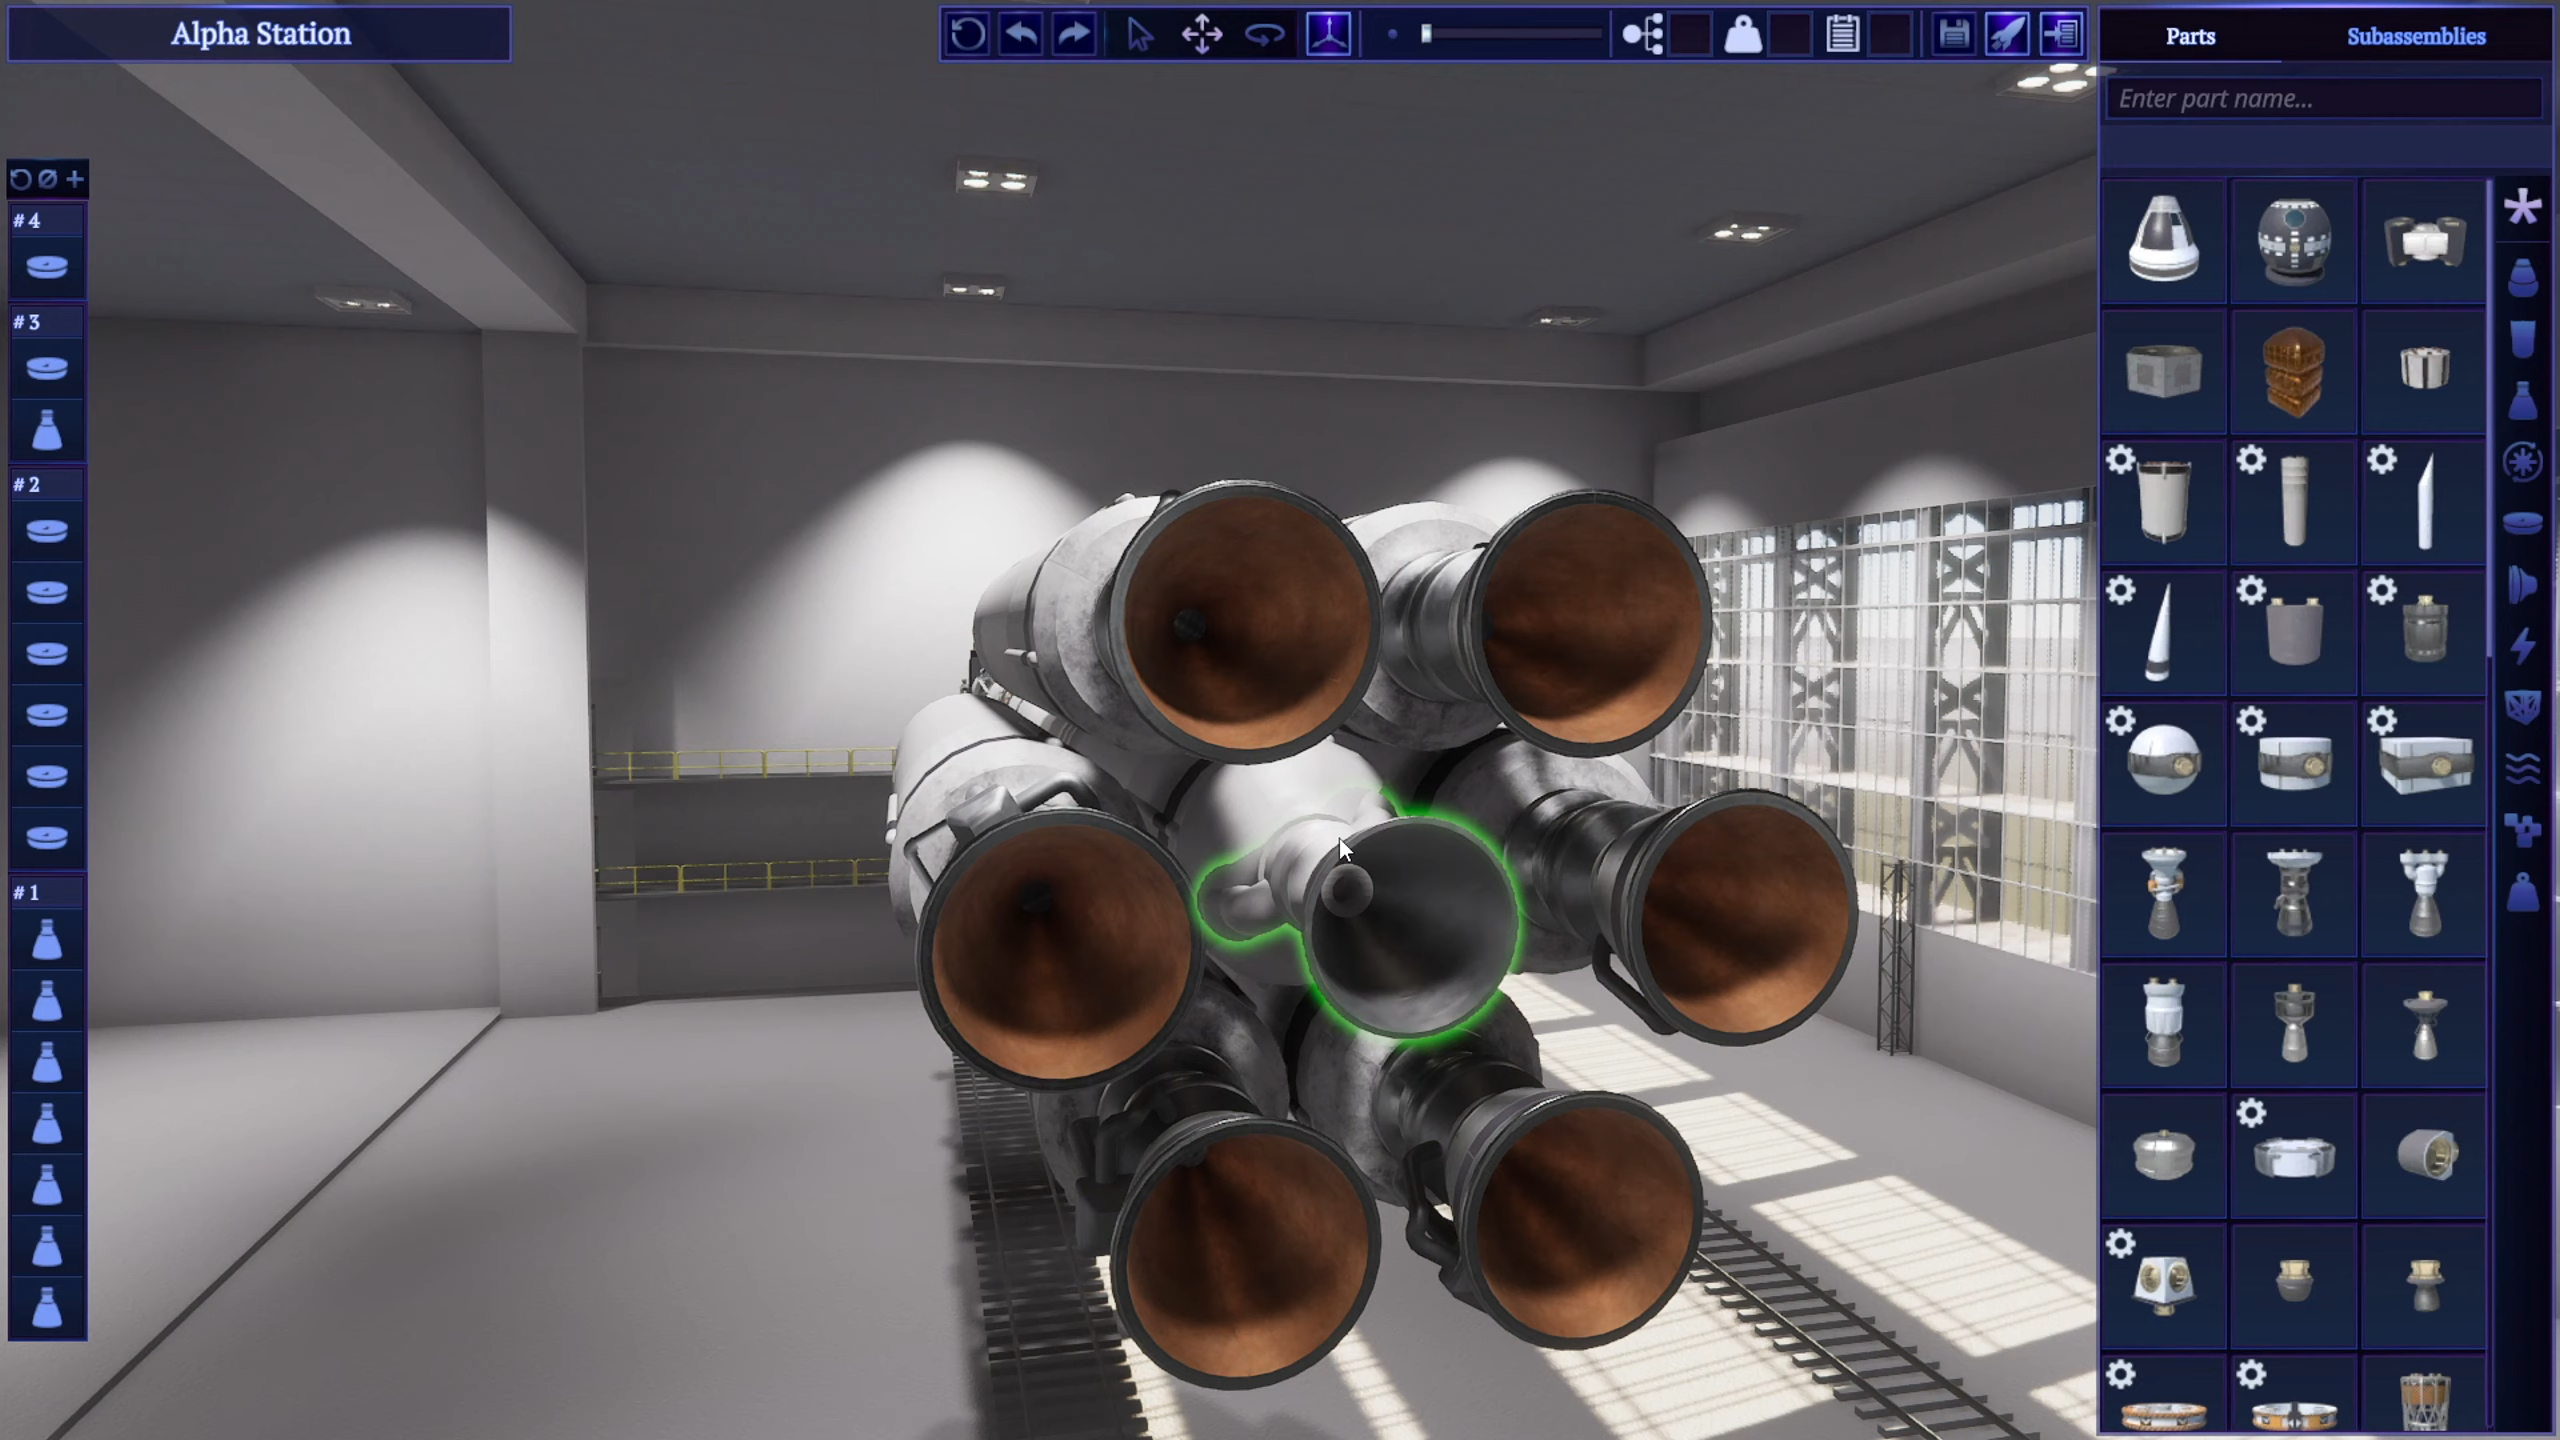 Alpha Station
Parts
Subassemblies
Enter part name...
# 4
# 3
# 2
# 1